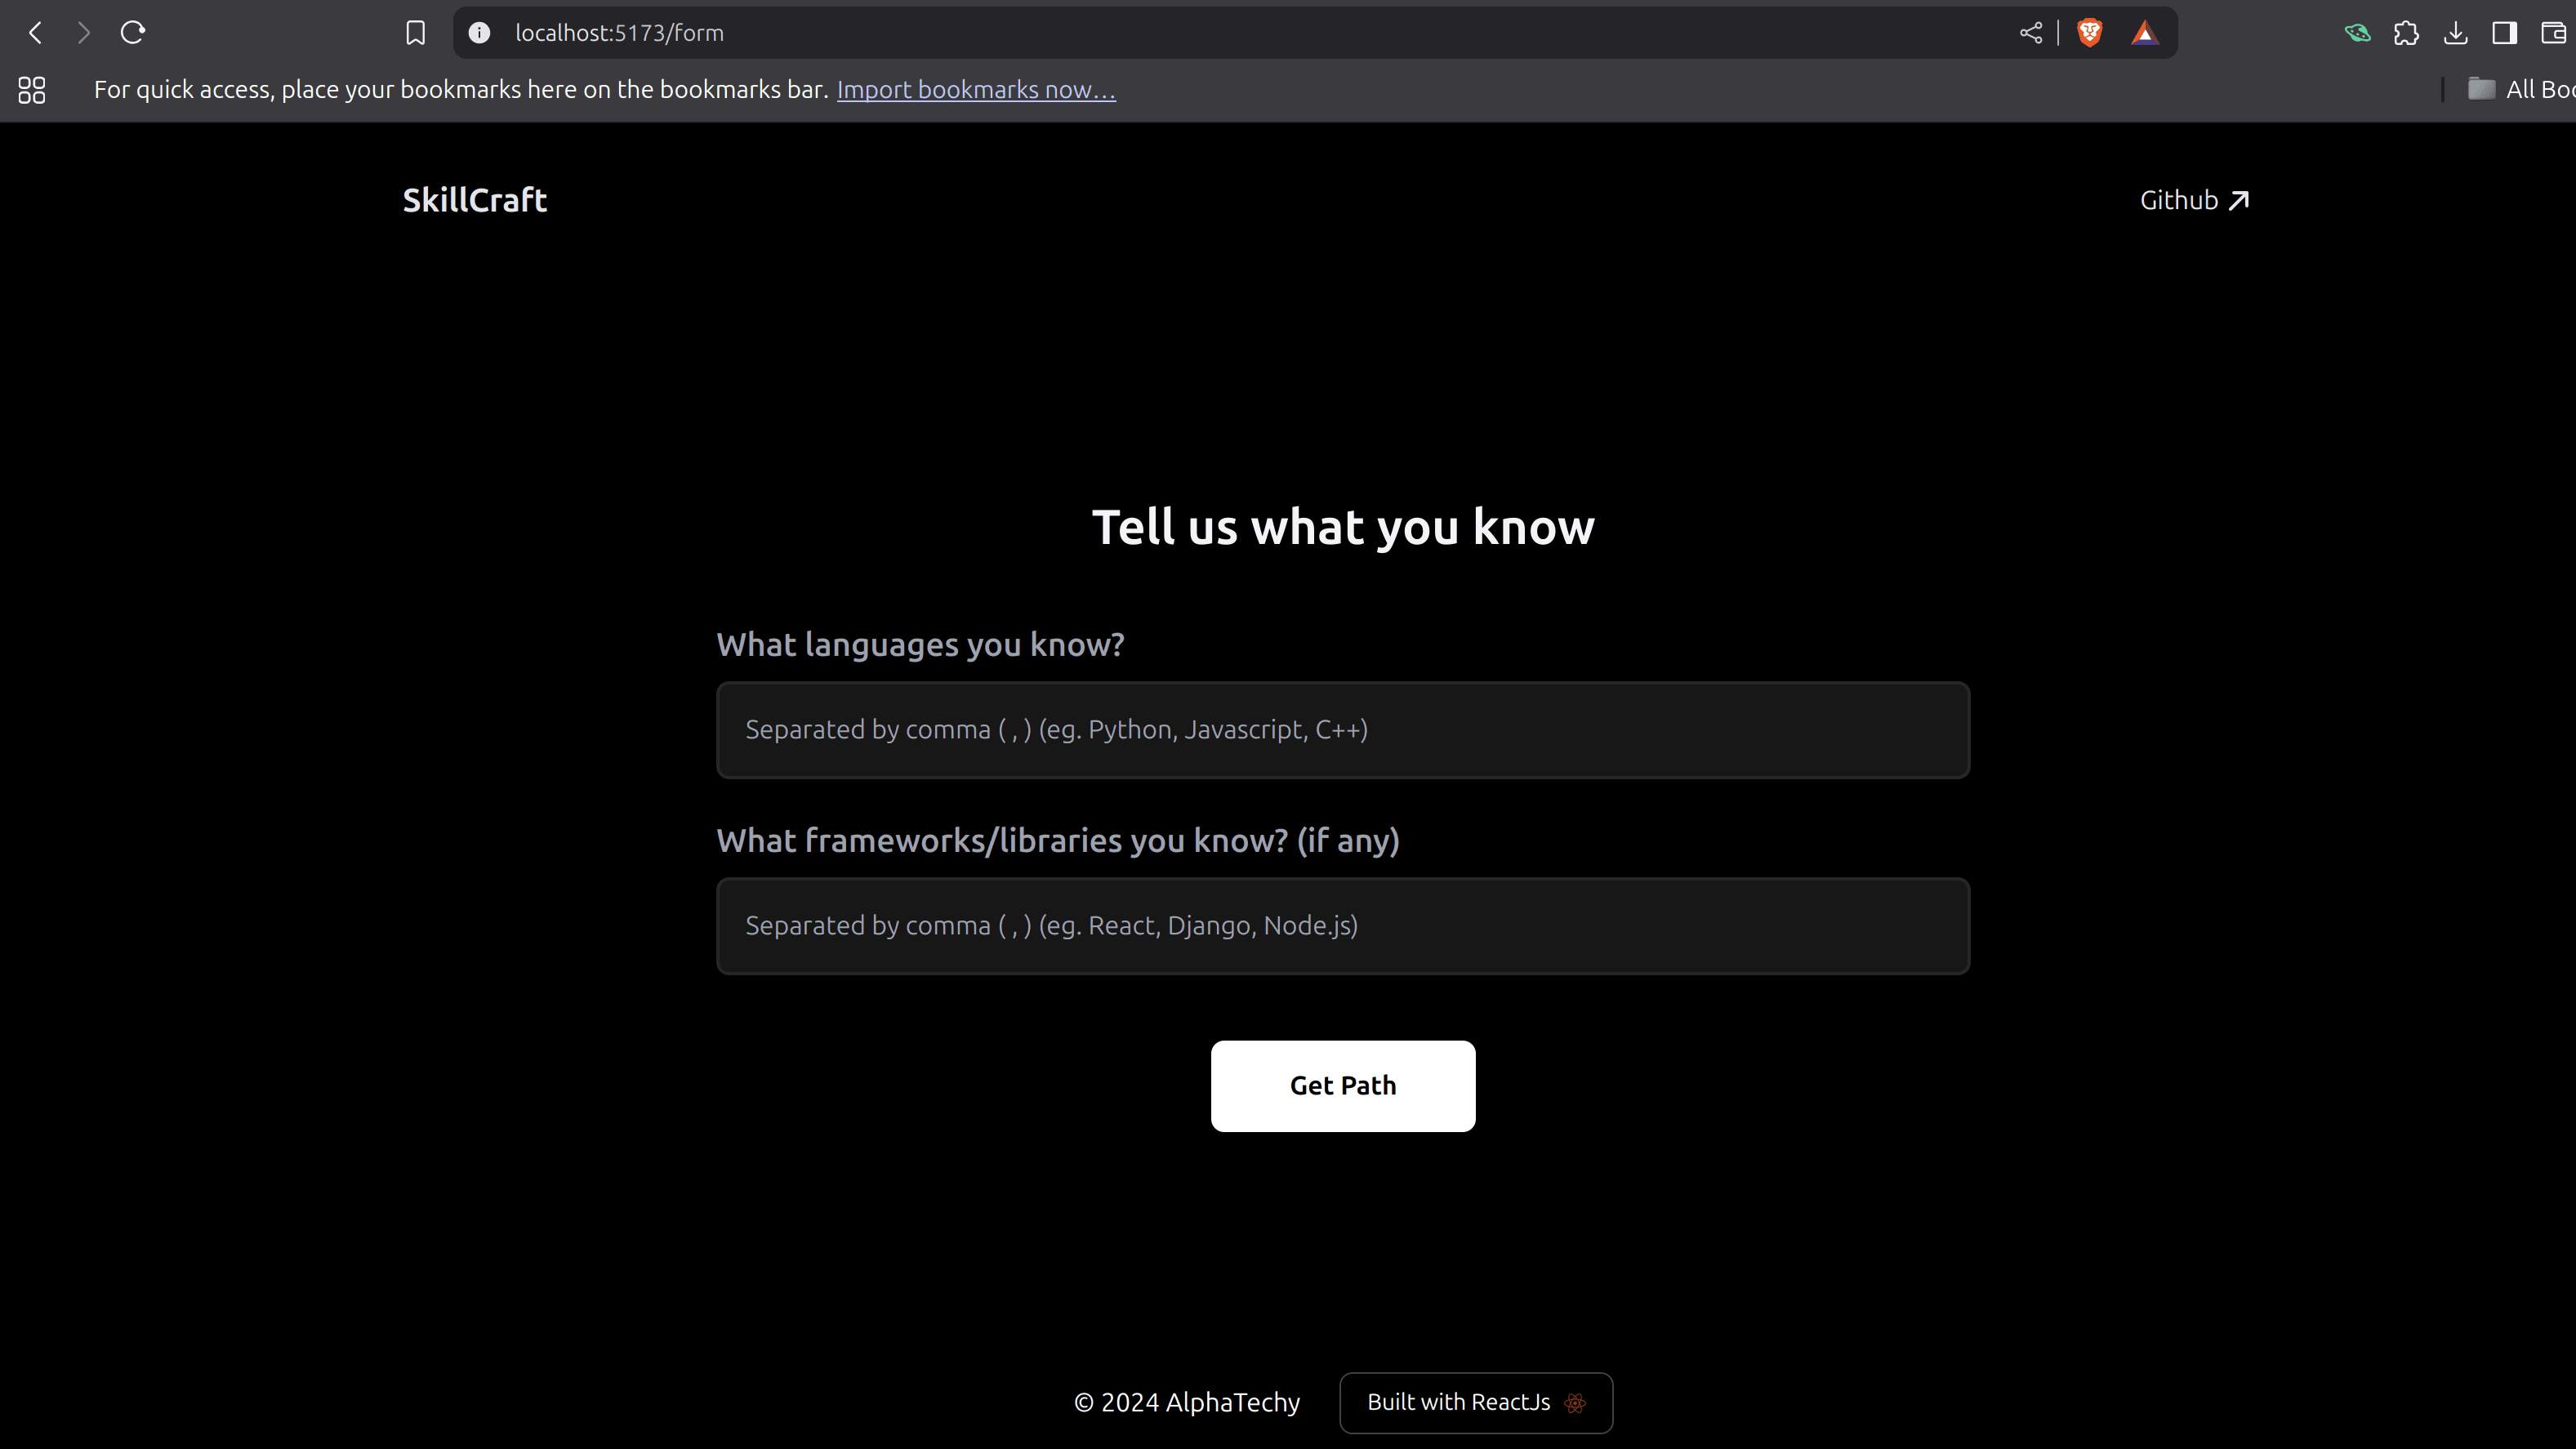 localhost:5173/form
For quick access, place your bookmarks here on the bookmarks bar. Import bookmarks now...
All Boo
SkillCraft
Github
Tell us what you know
What languages you know?
Separated by comma ( , ) (eg. Python, Javascript, C++)
What frameworks/libraries you know? (if any)
Separated by comma ( , ) (eg. React, Django, Node.js)
Get Path
© 2024 AlphaTechy
Built with ReactJs